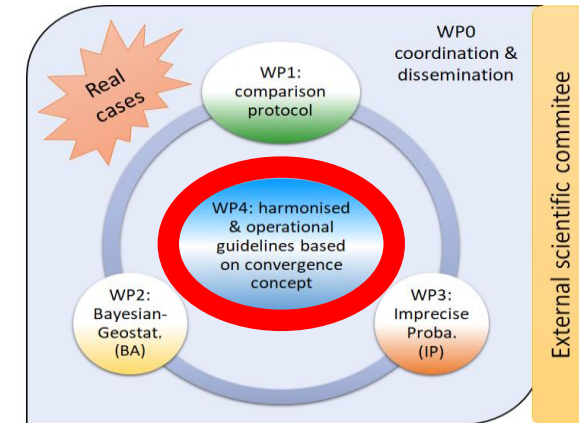 WP0
coordination &
dissemination
Real
cases
WP1:
comparison
protocol
WP4: harmonised
& operational
guidelines based
on convergence
concept
WP2:
Bayesian-
Geostat.
(BA)
WP3:
Imprecise
Proba.
(IP)
External scientific commitee